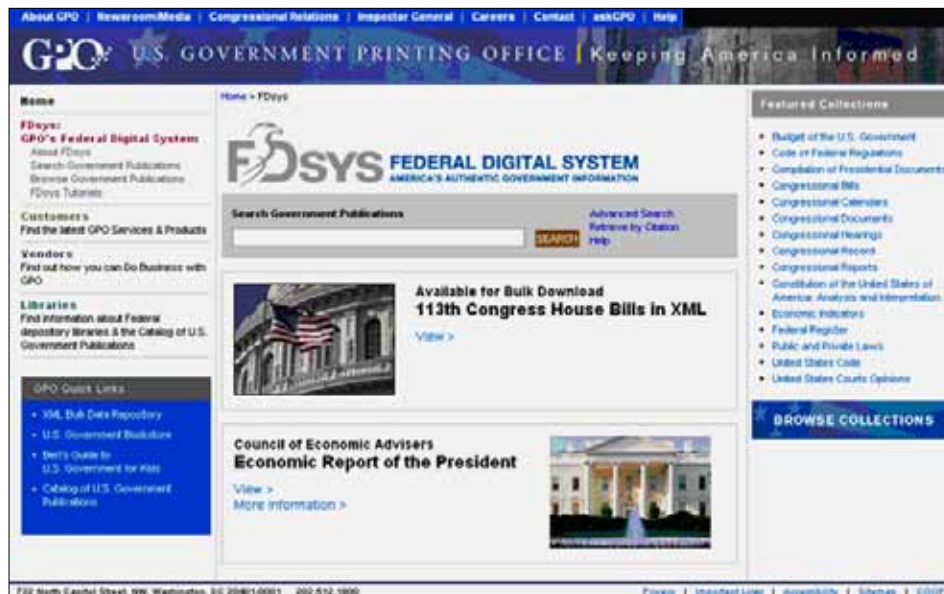 About GPO | Newsroom/Media | Congressional Relations | Inspector General | Careers | Contact | askGPO | Help
GPO U.S. GOVERNMENT PRINTING OFFICE | Keeping America Informed
Home
FDsys:
GPO's Federal Digital System
About FDsys
Search Government Publications
Browse Government Publications
FDsys Tutorials
Customers
Find the latest GPO Services & Products
Vendors
Find out how you can Do Business with
GPO
Libraries
Find information about Federal
depository libraries & the Catalog of U.S.
Government Publications
GPO Quick Links
XML Bulk Data Repository
U.S. Government Bookstore
Ben's Guide to
U.S. Government for Kids
Catalog of U.S. Government
Publications
Home > FDsys
FDSYS FEDERAL DIGITAL SYSTEM
AMERICA'S AUTHENTIC GOVERNMENT INFORMATION
Search Government Publications
SEARCH
Advanced Search
Retrieve by Citation
Help
Available for Bulk Download
113th Congress House Bills in XML
View >
Council of Economic Advisers
Economic Report of the President
View >
More Information >
Featured Collections
Budget of the U.S. Government
Code of Federal Regulations
Compilation of Presidential Documents
Congressional Bills
Congressional Calendars
Congressional Documents
Congressional Hearings
Congressional Record
Congressional Reports
Constitution of the United States of
America: Analysis and Interpretation
Economic Indicators
Federal Register
Public and Private Laws
United States Code
United States Courts Opinions
BROWSE COLLECTIONS
732 North Capitol Street, NW, Washington, DC 20401-0001 202.512.1800
Privacy | Important Links | Accessibility | Sitemap | COOP